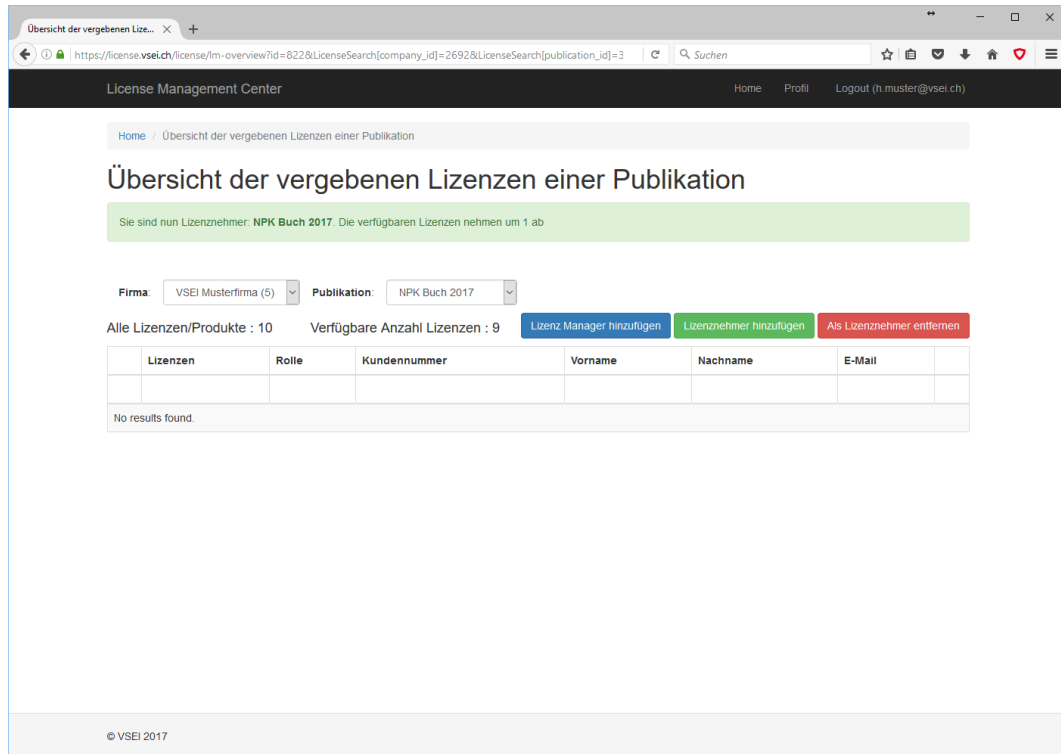 Übersicht der vergebenen Lize...
https://license.vsei.ch/license/lm-overview?id=822&LicenseSearch[company_id]=2692&LicenseSearch[publication_id]=3
Suchen
License Management Center
Home Profil Logout (h.muster@vsei.ch)
Home / Übersicht der vergebenen Lizenzen einer Publikation
Übersicht der vergebenen Lizenzen einer Publikation
Sie sind nun Lizenznehmer: NPK Buch 2017. Die verfügbaren Lizenzen nehmen um 1 ab
Firma: VSEI Musterfirma (5) Publikation: NPK Buch 2017
Alle Lizenzen/Produkte : 10 Verfügbare Anzahl Lizenzen : 9 Lizenz Manager hinzufügen Lizenznehmer hinzufügen Als Lizenznehmer entfernen
Lizenzen Rolle Kundennummer Vorname Nachname E-Mail
No results found.
© VSEI 2017